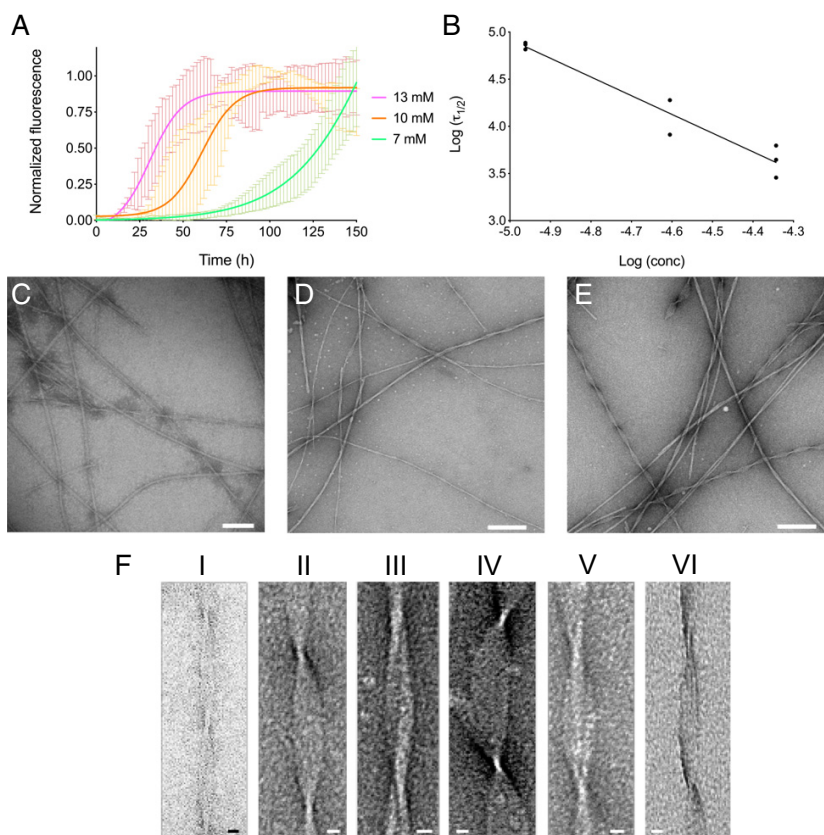 A
Normalized fluorescence
1.00
0.75
0.50
0.25
0.00
0 25 50 75 100 125 150
Time (h)
13 mM
10 mM
7 mM
B
Log (τ1/2)
5.0
4.5
4.0
3.5
3.0
-5.0 -4.9 -4.8 -4.7 -4.6 -4.5 -4.4 -4.3
Log (conc)
C
D
E
F
I II III IV V VI